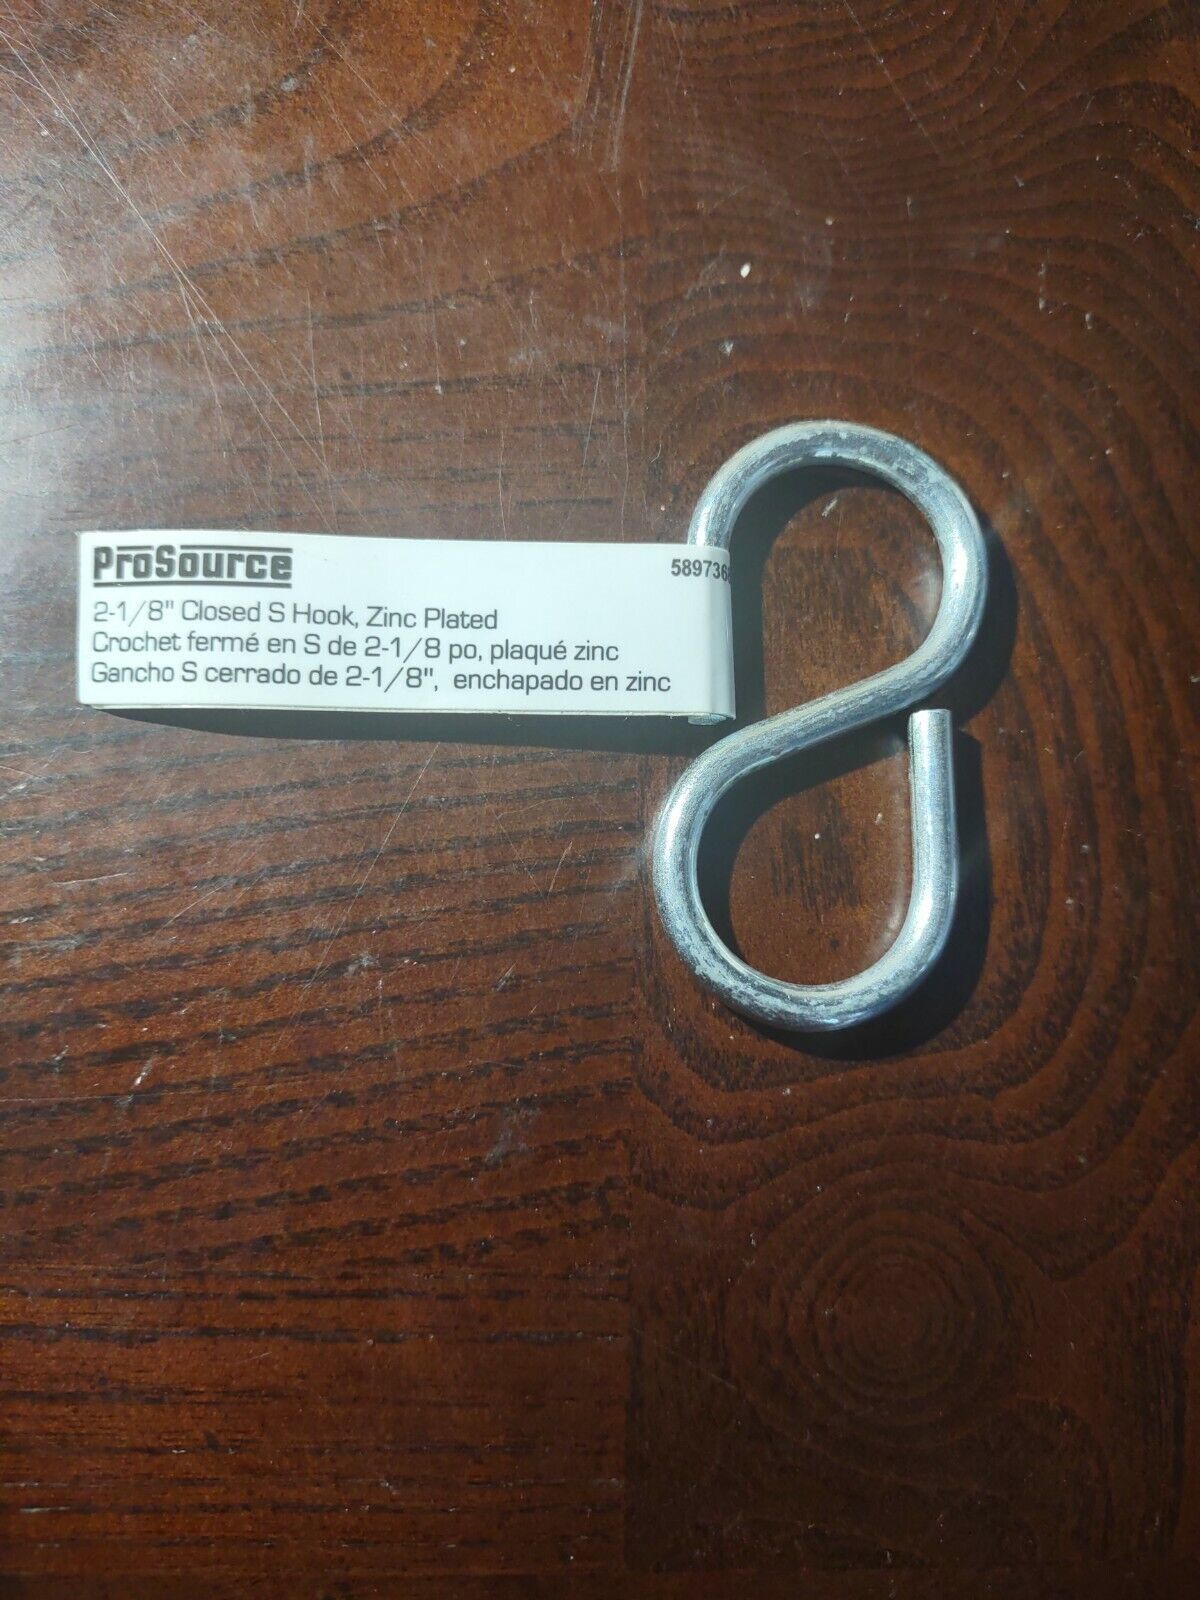 ProSource
2-1/8" Closed S Hook, Zinc Plated
Crochet fermé en S de 2-1/8 po, plaqué zinc
Gancho S cerrado de 2-1/8", enchapado en zinc